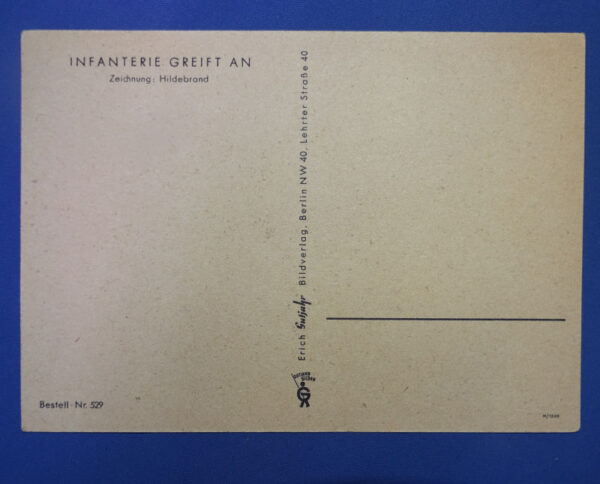 INFANTERIE GREIFT AN
Zeichnung: Hildebrand
Erich Gutjahr Bildverlag, Berlin NW 40, Lehrter Straße 40
Bestell-Nr. 529